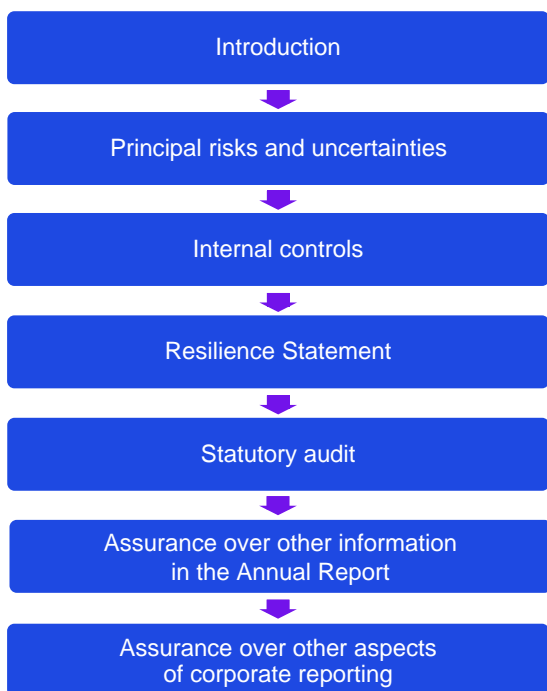 Introduction
Principal risks and uncertainties
Internal controls
Resilience Statement
Statutory audit
Assurance over other information
in the Annual Report
Assurance over other aspects
of corporate reporting